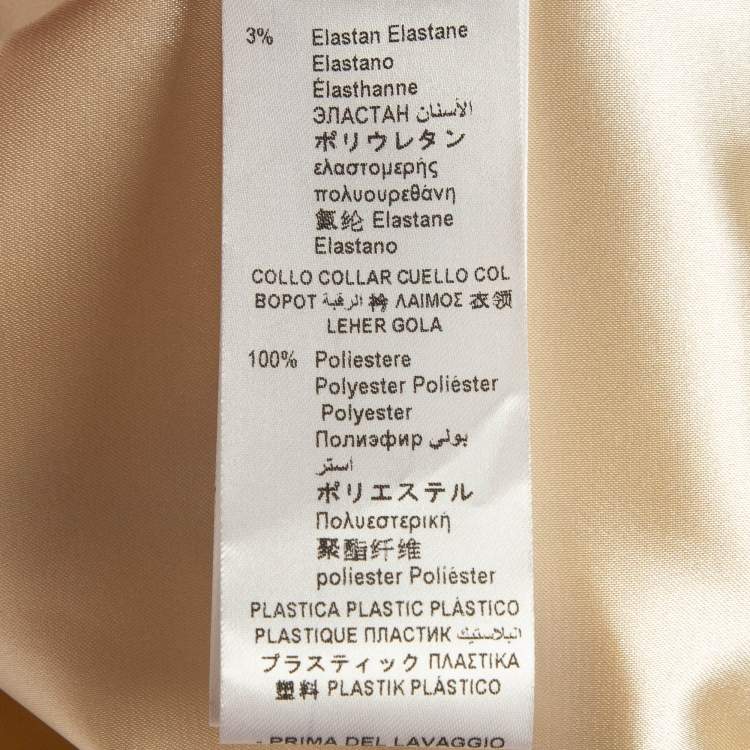 3% Elastan Elastane
Elastano
Élasthanne
ЭЛАСТАН الأسنان
ポリウレタン
ελαστομερής
πολυουρεθάνη
氨纶 Elastane
Elastano
COLLO COLLAR CUELLO COL
ВОРОТ الرقبة 衿 ΛΑΙΜΟΣ 衣领
LEHER GOLA
100% Poliestere
Polyester Poliéster
Polyester
Полиэфир بولي
استر
ポリエステル
Πολυεστερική
聚酯纤维
poliester Poliéster
PLASTICA PLASTIC PLÁSTICO
PLASTIQUE ПЛАСТИК البلاستيك
プラスティック ΠΛΑΣΤΙΚΑ
塑料 PLASTIK PLÁSTICO
- PRIMA DEL LAVAGGIO